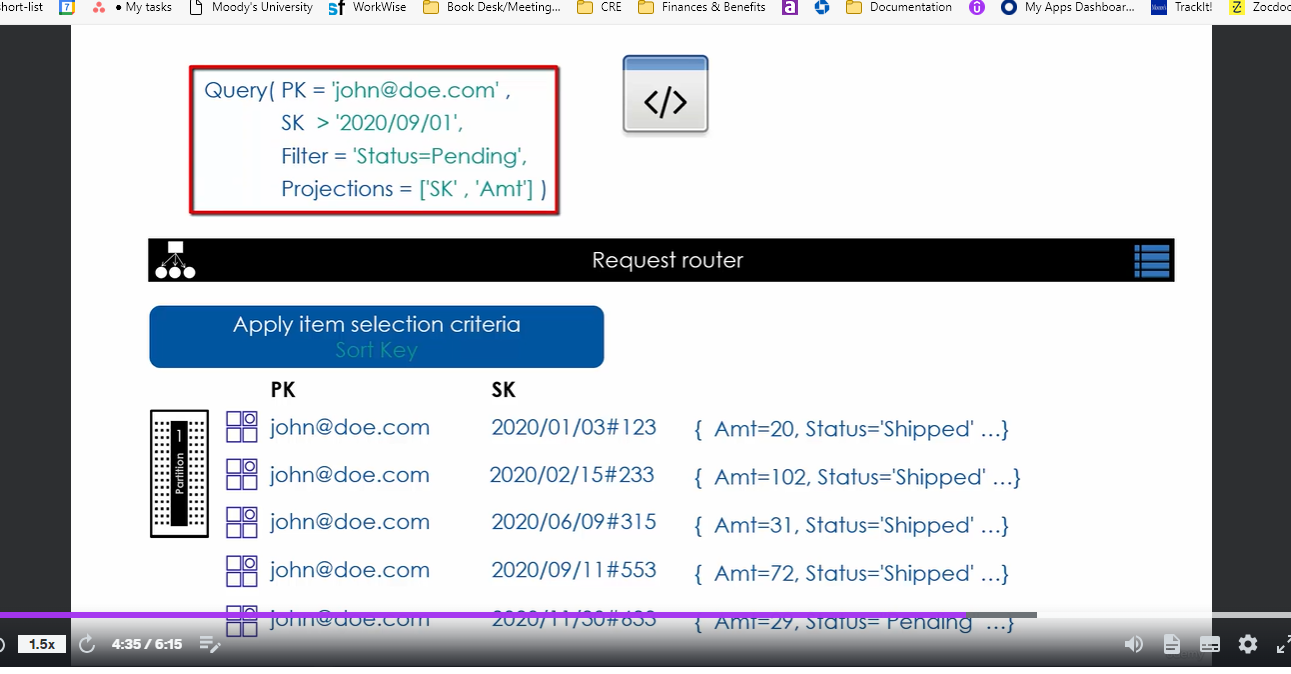 short-list 7 • My tasks Moody's University sf WorkWise Book Desk/Meeting... CRE Finances & Benefits a Documentation My Apps Dashboar... TrackIt! Z Zocdoc
Query( PK = 'john@doe.com' ,
SK > '2020/09/01',
Filter = 'Status=Pending',
Projections = ['SK' , 'Amt'] )
</>
Request router
Apply item selection criteria
Sort Key
PK SK
Partition 1
john@doe.com 2020/01/03#123 { Amt=20, Status='Shipped' ...}
john@doe.com 2020/02/15#233 { Amt=102, Status='Shipped' ...}
john@doe.com 2020/06/09#315 { Amt=31, Status='Shipped' ...}
john@doe.com 2020/09/11#553 { Amt=72, Status='Shipped' ...}
john@doe.com { Amt=29, Status='Pending' ...}
1.5x 4:35 / 6:15